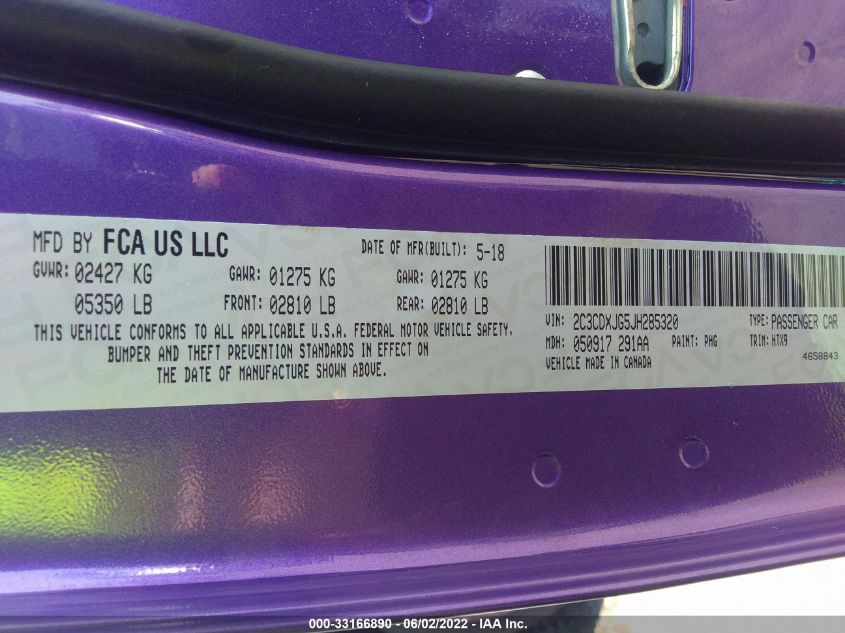 MFD BY FCA US LLC
DATE OF MFR(BUILT): 5-18
GVWR: 02427 KG GAWR: 01275 KG GAWR: 01275 KG
05350 LB FRONT: 02810 LB REAR: 02810 LB
THIS VEHICLE CONFORMS TO ALL APPLICABLE U.S.A. FEDERAL MOTOR VEHICLE SAFETY,
BUMPER AND THEFT PREVENTION STANDARDS IN EFFECT ON
THE DATE OF MANUFACTURE SHOWN ABOVE.
VIN: 2C3CDXJG5JH285320 TYPE: PASSENGER CAR
MDH: 050917 291AA PAINT: PHG TRIM: HTX9
VEHICLE MADE IN CANADA 4658843
000-33166890 - 06/02/2022 - IAA Inc.